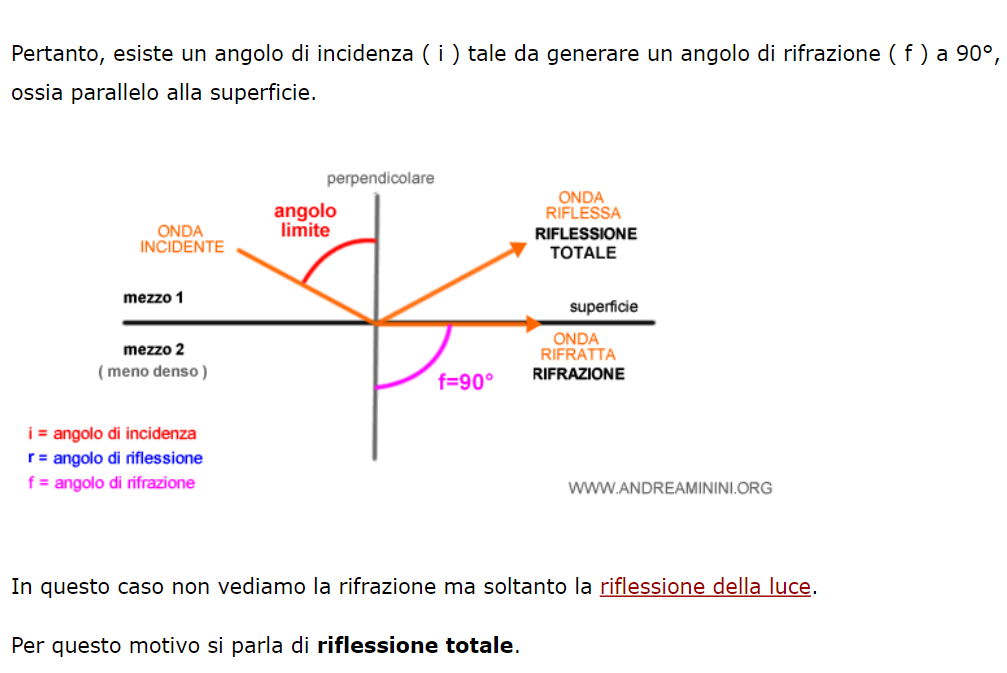 Pertanto, esiste un angolo di incidenza ( i ) tale da generare un angolo di rifrazione ( f ) a 90°,
ossia parallelo alla superficie.
perpendicolare
angolo
limite
ONDA
INCIDENTE
ONDA
RIFLESSA
RIFLESSIONE
TOTALE
mezzo 1
superficie
mezzo 2
( meno denso )
ONDA
RIFRATTA
RIFRAZIONE
f=90°
i = angolo di incidenza
r = angolo di riflessione
f = angolo di rifrazione
WWW.ANDREAMININI.ORG
In questo caso non vediamo la rifrazione ma soltanto la riflessione della luce.
Per questo motivo si parla di riflessione totale.